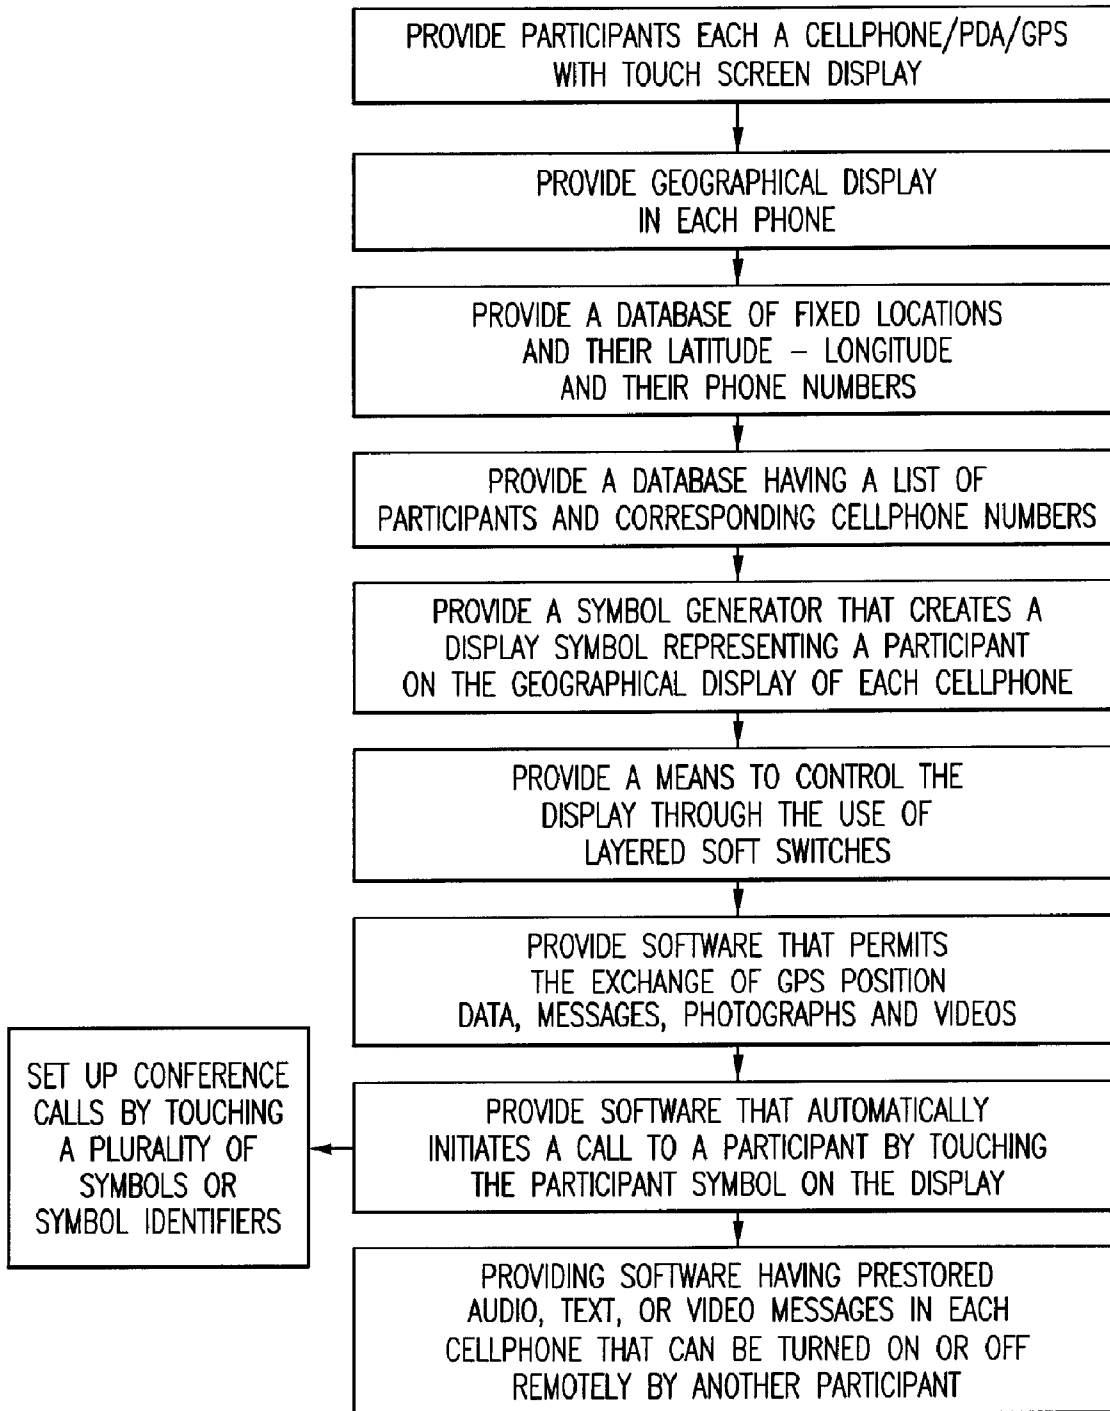 PROVIDE PARTICIPANTS EACH A CELLPHONE/PDA/GPS
WITH TOUCH SCREEN DISPLAY
PROVIDE GEOGRAPHICAL DISPLAY
IN EACH PHONE
PROVIDE A DATABASE OF FIXED LOCATIONS
AND THEIR LATITUDE – LONGITUDE
AND THEIR PHONE NUMBERS
PROVIDE A DATABASE HAVING A LIST OF
PARTICIPANTS AND CORRESPONDING CELLPHONE NUMBERS
PROVIDE A SYMBOL GENERATOR THAT CREATES A
DISPLAY SYMBOL REPRESENTING A PARTICIPANT
ON THE GEOGRAPHICAL DISPLAY OF EACH CELLPHONE
PROVIDE A MEANS TO CONTROL THE
DISPLAY THROUGH THE USE OF
LAYERED SOFT SWITCHES
PROVIDE SOFTWARE THAT PERMITS
THE EXCHANGE OF GPS POSITION
DATA, MESSAGES, PHOTOGRAPHS AND VIDEOS
PROVIDE SOFTWARE THAT AUTOMATICALLY
INITIATES A CALL TO A PARTICIPANT BY TOUCHING
THE PARTICIPANT SYMBOL ON THE DISPLAY
SET UP CONFERENCE
CALLS BY TOUCHING
A PLURALITY OF
SYMBOLS OR
SYMBOL IDENTIFIERS
PROVIDING SOFTWARE HAVING PRESTORED
AUDIO, TEXT, OR VIDEO MESSAGES IN EACH
CELLPHONE THAT CAN BE TURNED ON OR OFF
REMOTELY BY ANOTHER PARTICIPANT